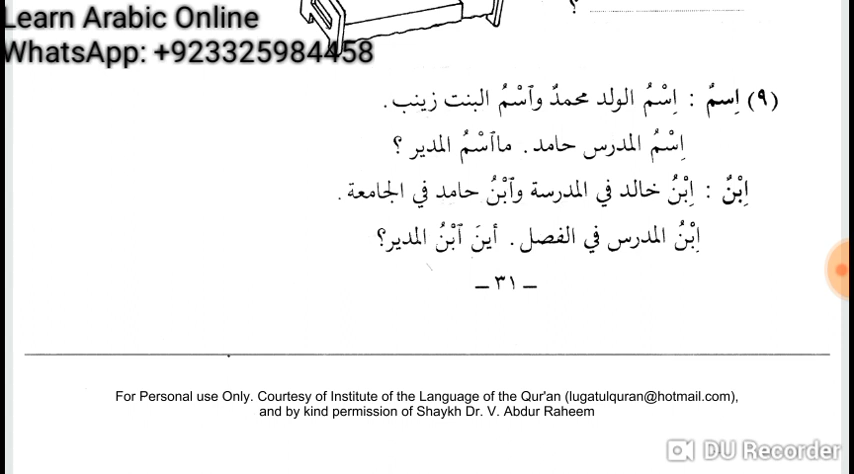 Learn Arabic Online
WhatsApp: +923325984458
؟
(٩) اِسمٌ : اِسْمُ الولد محمدٌ وٱسْمُ البنت زينب .
اِسْمُ المدرس حامد . ماٱسْمُ المدير ؟
اِبْنٌ : اِبْنُ خالد في المدرسة وٱبْنُ حامد في الجامعة .
اِبْنُ المدرس في الفصل . أينَ ٱبْنُ المدير؟
– ٣١ –
For Personal use Only. Courtesy of Institute of the Language of the Qur'an (lugatulquran@hotmail.com),
and by kind permission of Shaykh Dr. V. Abdur Raheem
DU Recorder